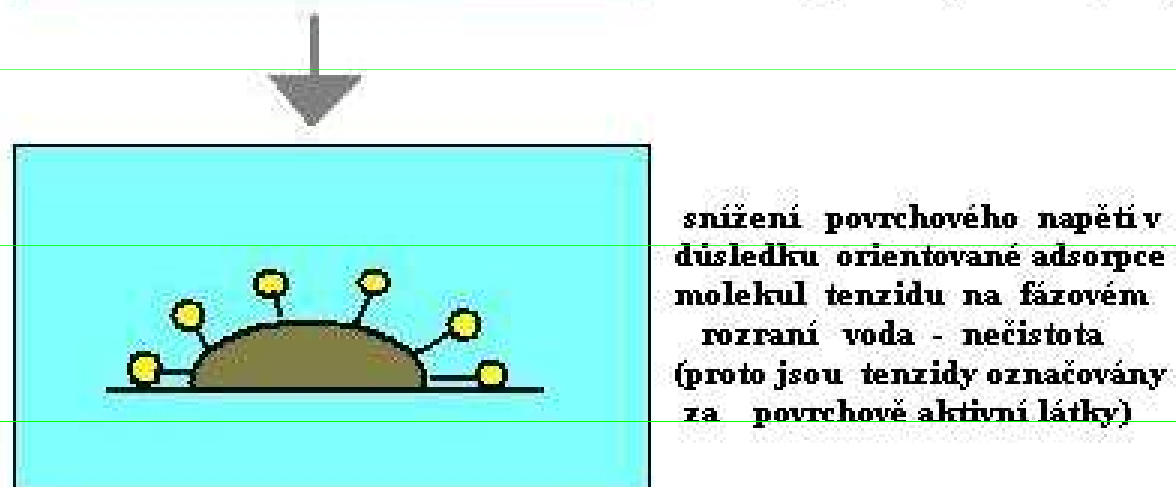 snížení povrchového napětí v
důsledku orientované adsorpce
molekul tenzidu na fázovém
rozraní voda - nečistota
(proto jsou tenzidy označovány
za povrchově aktivní látky)